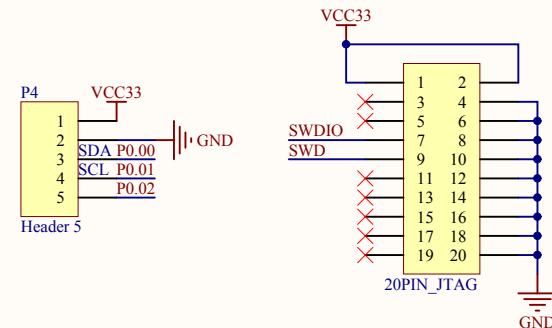 VCC33
P4
VCC33
1
2
GND
3
SDA P0.00
4
SCL P0.01
5
P0.02
Header 5
1 2
3 4
5 6
SWDIO
7 8
SWD
9 10
11 12
13 14
15 16
17 18
19 20
20PIN_JTAG
GND